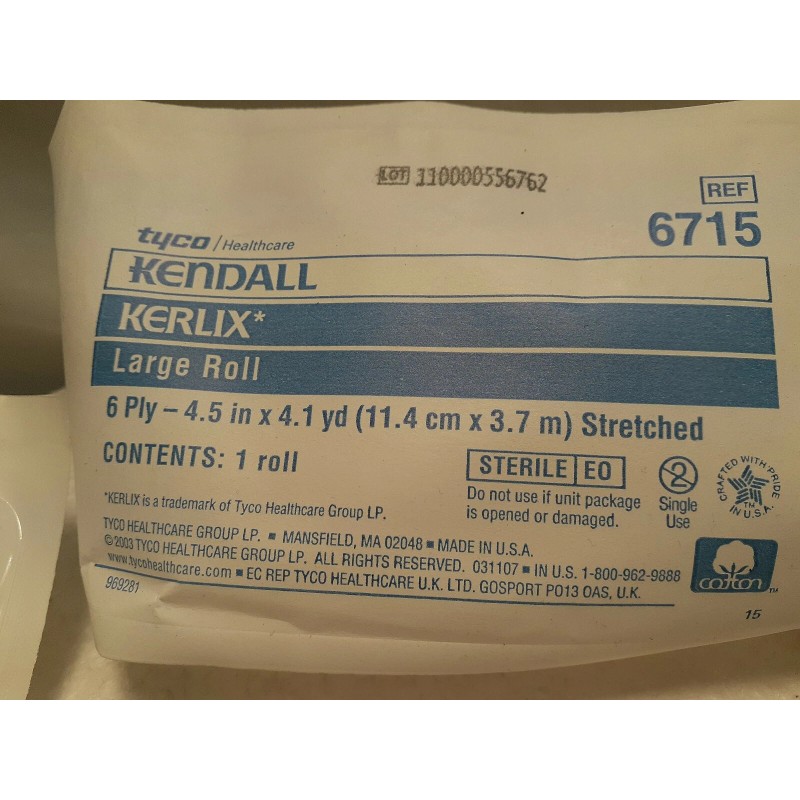 LOT 110000556762
REF
6715
tyco / Healthcare
KENDALL
KERLIX*
Large Roll
6 Ply – 4.5 in x 4.1 yd (11.4 cm x 3.7 m) Stretched
CONTENTS: 1 roll
STERILE EO
Do not use if unit package
is opened or damaged.
2
Single
Use
CRAFTED WITH PRIDE
TM
IN U.S.A.
*KERLIX is a trademark of Tyco Healthcare Group LP.
TYCO HEALTHCARE GROUP LP. ■ MANSFIELD, MA 02048 ■ MADE IN U.S.A.
©2003 TYCO HEALTHCARE GROUP LP. ALL RIGHTS RESERVED. 031107 ■ IN U.S. 1-800-962-9888
www.tycohealthcare.com ■ EC REP TYCO HEALTHCARE U.K. LTD. GOSPORT PO13 OAS, U.K.
cotton TM
969281
15